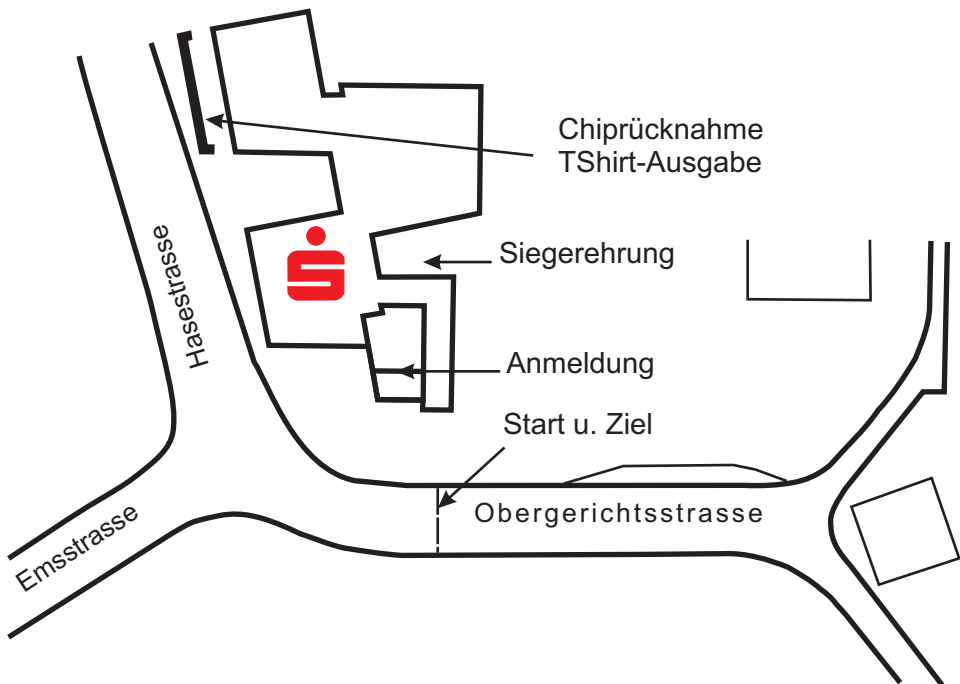 Chiprücknahme
TShirt-Ausgabe
Hasestrasse
Siegerehrung
Anmeldung
Start u. Ziel
Obergerichtsstrasse
Emsstrasse